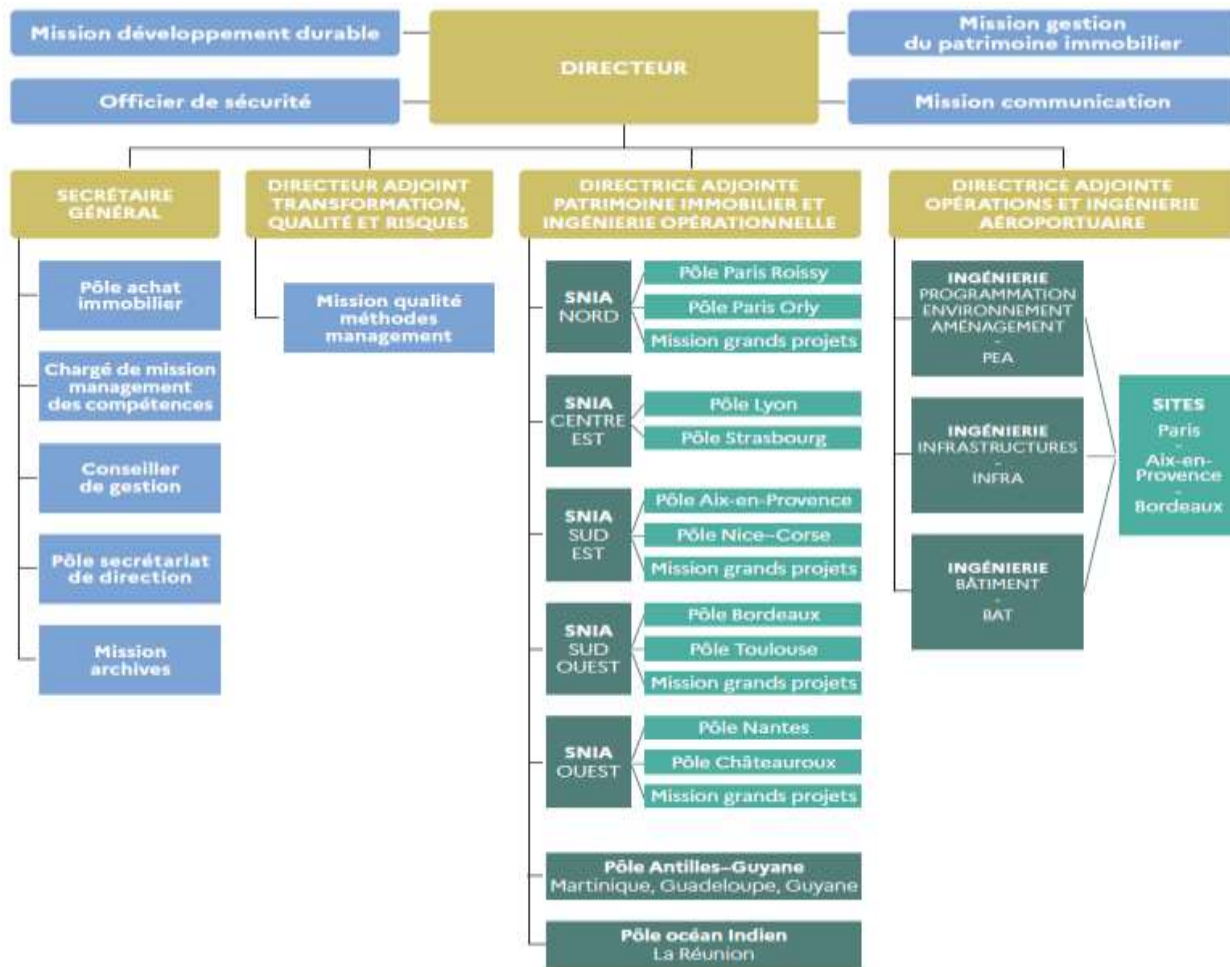 Mission développement durable
Officier de sécurité
DIRECTEUR
Mission gestion
du patrimoine immobilier
Mission communication
SECRÉTAIRE
GÉNÉRAL
Pôle achat
immobilier
Chargé de mission
management
des compétences
Conseiller
de gestion
Pôle secrétariat
de direction
Mission
archives
DIRECTEUR ADJOINT
TRANSFORMATION,
QUALITÉ ET RISQUES
Mission qualité
méthodes
management
DIRECTRICE ADJOINTE
PATRIMOINE IMMOBILIER ET
INGÉNIERIE OPÉRATIONNELLE
SNIA
NORD
Pôle Paris Roissy
Pôle Paris Orly
Mission grands projets
SNIA
CENTRE
EST
Pôle Lyon
Pôle Strasbourg
SNIA
SUD
EST
Pôle Aix-en-Provence
Pôle Nice–Corse
Mission grands projets
SNIA
SUD
OUEST
Pôle Bordeaux
Pôle Toulouse
Mission grands projets
SNIA
OUEST
Pôle Nantes
Pôle Châteauroux
Mission grands projets
Pôle Antilles–Guyane
Martinique, Guadeloupe, Guyane
Pôle océan Indien
La Réunion
DIRECTRICE ADJOINTE
OPÉRATIONS ET INGÉNIERIE
AÉROPORTUAIRE
INGÉNIERIE
PROGRAMMATION
ENVIRONNEMENT
AMÉNAGEMENT
-
PEA
INGÉNIERIE
INFRASTRUCTURES
-
INFRA
INGÉNIERIE
BÂTIMENT
-
BAT
SITES
Paris
-
Aix-en-
Provence
-
Bordeaux